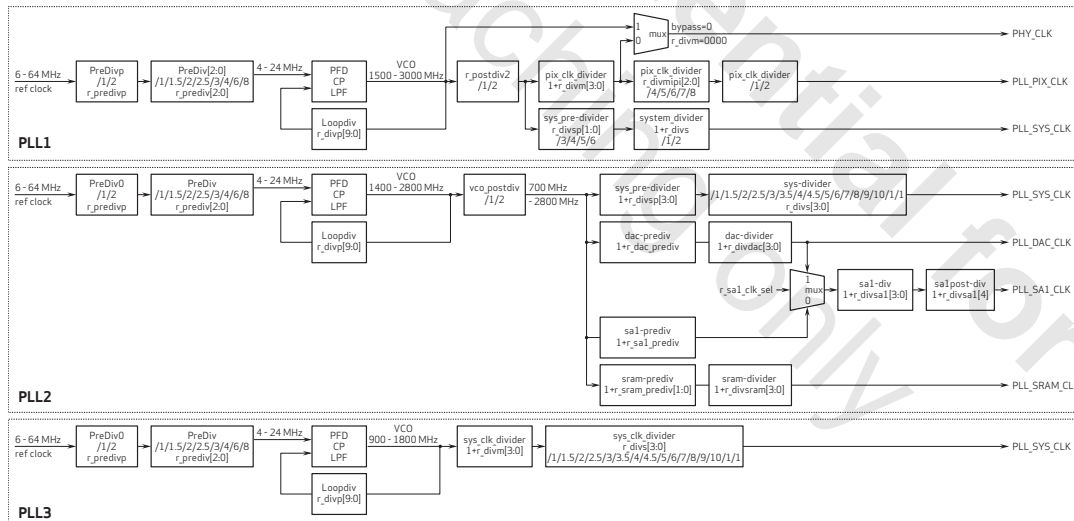 PLL1
6 - 64 MHz
ref clock
PreDivp
/1/2
r_predivp
PreDiv[2:0]
/1/1.5/2/2.5/3/4/6/8
r_prediv[2:0]
4 - 24 MHz
PFD
CP
LPF
Loopdiv
r_divp[9:0]
VCO
1500 - 3000 MHz
r_postdiv2
/1/2
pix_clk_divider
1+r_divm[3:0]
pix_clk_divider
r_divmipi[2:0]
/4/5/6/7/8
pix_clk_divider
/1/2
1
0
mux
bypass=0
r_divm=0000
PHY_CLK
PLL_PIX_CLK
sys_pre-divider
r_divsp[1:0]
/3/4/5/6
system_divider
1+r_divs
/1/2
PLL_SYS_CLK
PLL2
6 - 64 MHz
ref clock
PreDiv0
/1/2
r_predivp
PreDiv
/1/1.5/2/2.5/3/4/6/8
r_prediv[2:0]
4 - 24 MHz
PFD
CP
LPF
Loopdiv
r_divp[9:0]
VCO
1400 - 2800 MHz
vco_postdiv
/1/2
700 MHz
- 2800 MHz
sys_pre-divider
1+r_divsp[3:0]
sys-divider
/1/1.5/2/2.5/3/3.5/4/4.5/5/6/7/8/9/10/1/1
r_divs[3:0]
PLL_SYS_CLK
dac-prediv
1+r_dac_prediv
dac-divider
1+r_divdac[3:0]
PLL_DAC_CLK
r_sa1_clk_sel
1
mux
0
sa1-div
1+r_divsa1[3:0]
sa1post-div
1+r_divsa1[4]
PLL_SA1_CLK
sa1-prediv
1+r_sa1_prediv
sram-prediv
1+r_sram_prediv[1:0]
sram-divider
1+r_divsram[3:0]
PLL_SRAM_CL
PLL3
6 - 64 MHz
ref clock
PreDiv0
/1/2
r_predivp
PreDiv
/1/1.5/2/2.5/3/4/6/8
r_prediv[2:0]
4 - 24 MHz
PFD
CP
LPF
Loopdiv
r_divp[9:0]
VCO
900 - 1800 MHz
sys_clk_divider
1+r_divm[3:0]
sys_clk_divider
r_divs[3:0]
/1/1.5/2/2.5/3/3.5/4/4.5/5/6/7/8/9/10/1/1
PLL_SYS_CLK
ential for
only